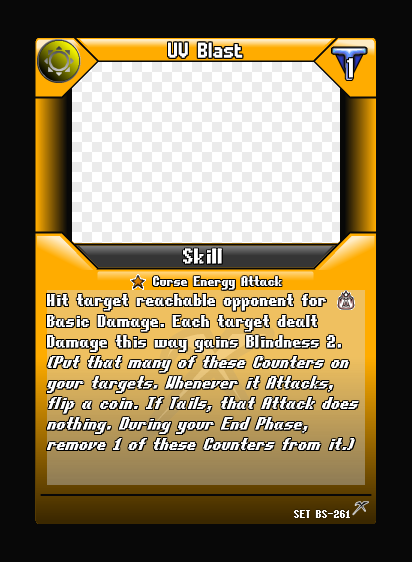 UV Blast
1
Skill
Curse Energy Attack
Hit target reachable opponent for
Basic Damage. Each target dealt
Damage this way gains Blindness 2.
(Put that many of these Counters on
your targets. Whenever it Attacks,
flip a coin. If Tails, that Attack does
nothing. During your End Phase,
remove 1 of these Counters from it.)
SET BS-261